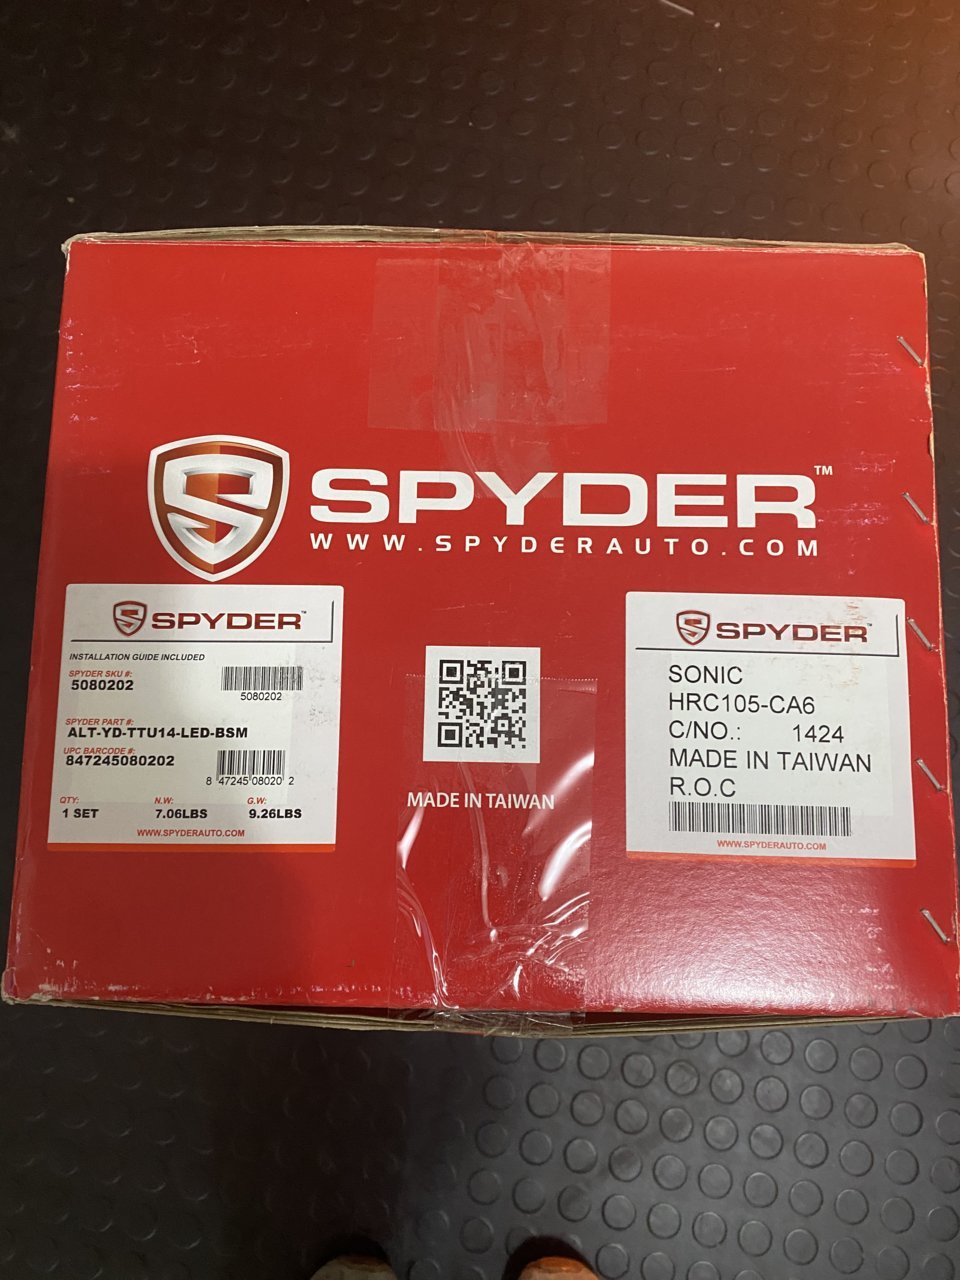 SPYDER™
WWW.SPYDERAUTO.COM
SPYDER™
INSTALLATION GUIDE INCLUDED
SPYDER SKU #:
5080202
5080202
SPYDER PART #:
ALT-YD-TTU14-LED-BSM
UPC BARCODE #:
847245080202
8 47245 08020 2
QTY: N.W: G.W:
1 SET 7.06LBS 9.26LBS
WWW.SPYDERAUTO.COM
MADE IN TAIWAN
SPYDER™
SONIC
HRC105-CA6
C/NO.: 1424
MADE IN TAIWAN
R.O.C
WWW.SPYDERAUTO.COM